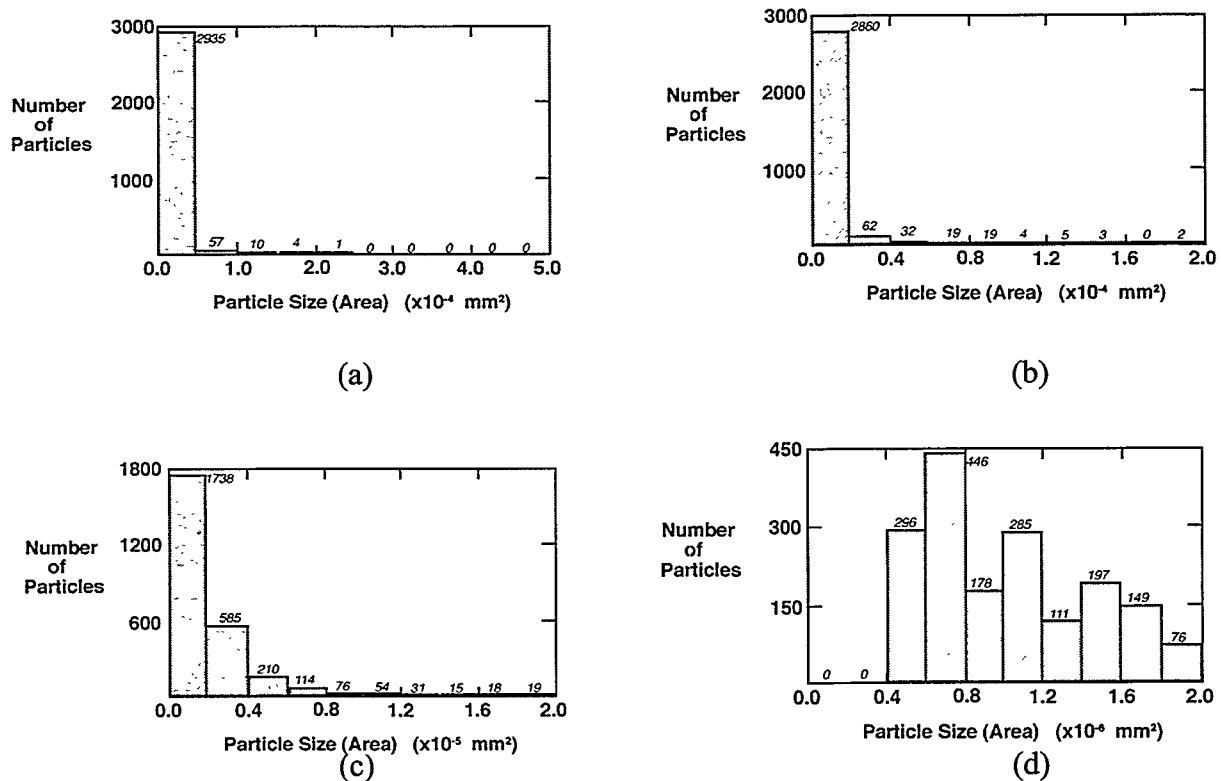 3000
2935
2000
Number
of
Particles
1000
57 10 4 1 0 0 0 0 0
0.0 1.0 2.0 3.0 4.0 5.0
Particle Size (Area) (x10⁻⁴ mm²)
(a)
3000
2860
Number
of
Particles
2000
1000
62 32 19 19 4 5 3 0 2
0.0 0.4 0.8 1.2 1.6 2.0
Particle Size (Area) (x10⁻⁴ mm²)
(b)
1800
1738
Number
of
Particles
1200
600
585
210 114 76 54 31 15 18 19
0.0 0.4 0.8 1.2 1.6 2.0
Particle Size (Area) (x10⁻⁵ mm²)
(c)
450
446
Number
of
Particles
300
296
285
150
178
197
111
149
76
0 0
0.0 0.4 0.8 1.2 1.6 2.0
Particle Size (Area) (x10⁻⁶ mm²)
(d)